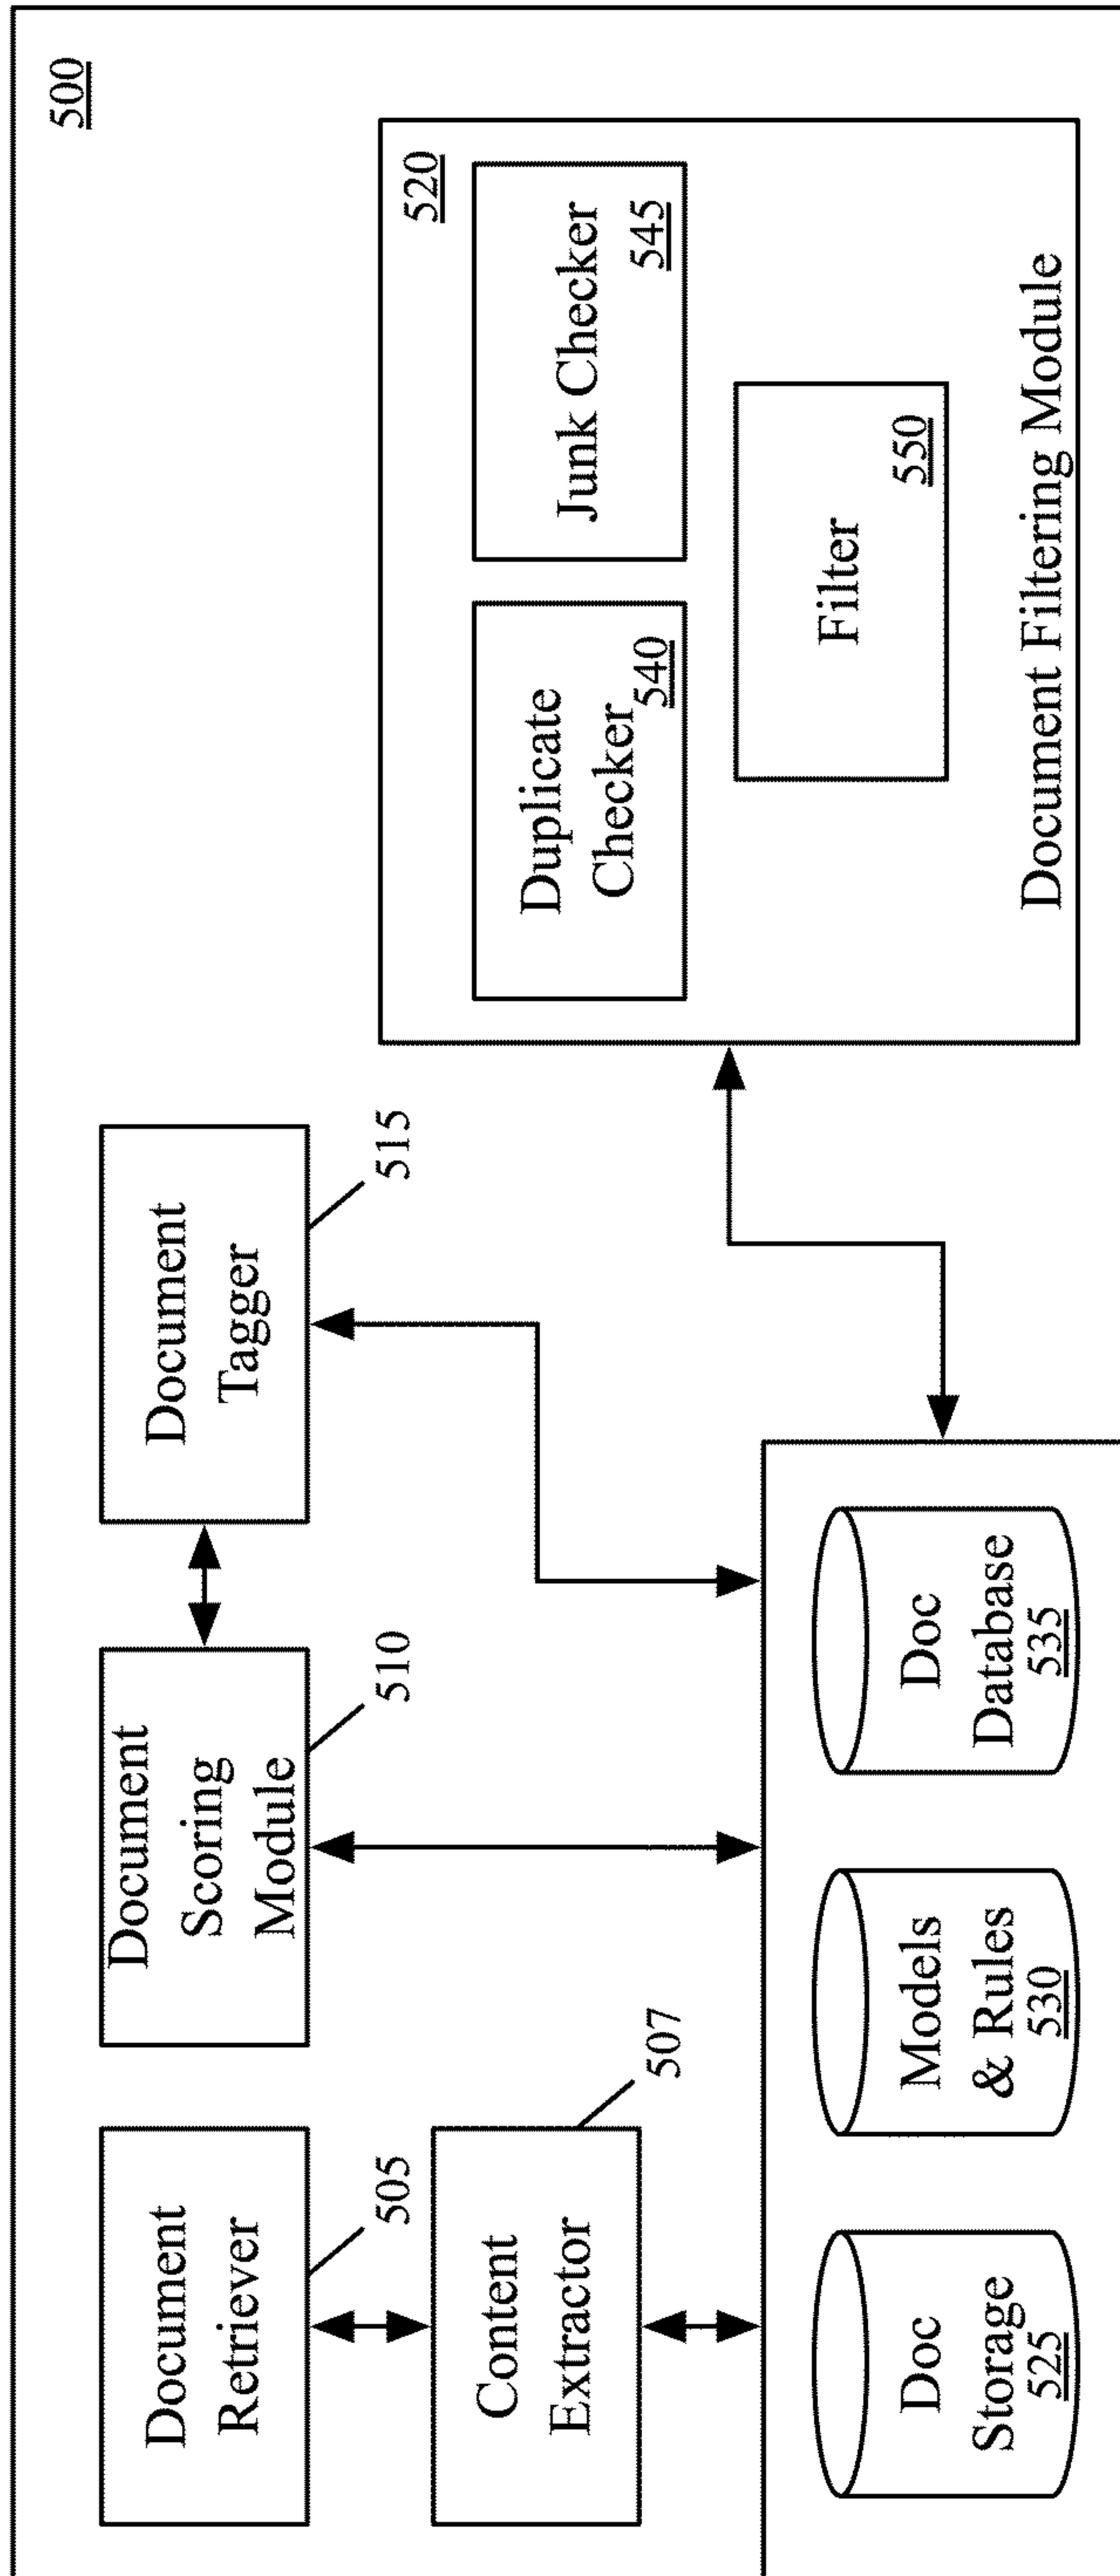 500
Document
Retriever
505
Content
Extractor
507
Document
Scoring
Module
510
Document
Tagger
515
520
Duplicate
Checker
540
Junk Checker
545
Filter
550
Document Filtering Module
Doc
Storage
525
Models
& Rules
530
Doc
Database
535